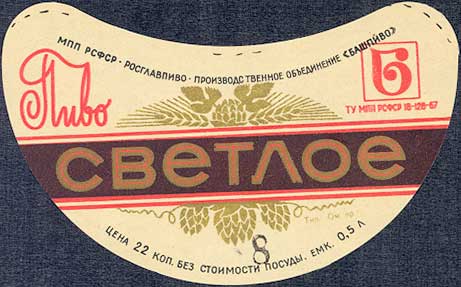 МПП РСФСР · РОСГЛАВПИВО · ПРОИЗВОДСТВЕННОЕ ОБЪЕДИНЕНИЕ «БАШПИВО»
Пиво
Б
ТУ МПП РСФСР 18-128-67
СВЕТЛОЕ
8
ЦЕНА 22 КОП. БЕЗ СТОИМОСТИ ПОСУДЫ. ЕМК. 0,5 Л